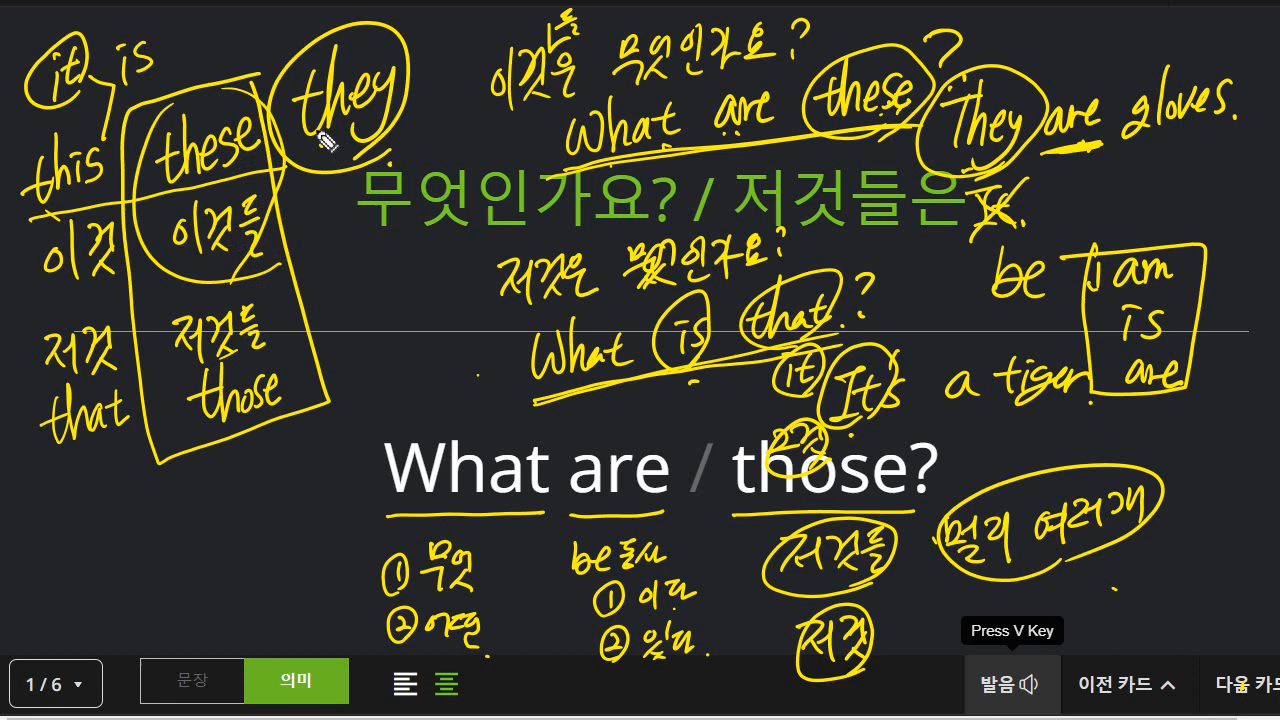 it is
this these they
이것 이것들
저것 저것들
that those
이것들은 무엇인가요?
What are these? They are gloves.
무엇인가요? / 저것들은
It.
저것은 무엇인가요?
What is that? It's a tiger.
it
그것
be am
is
are
What are / those?
① 무엇 be동사 저것들 멀리 여러개
② 어떤 ① 이다 저것
② 있다.
Press V Key
1 / 6 문장 의미 발음 이전 카드 다음 카드